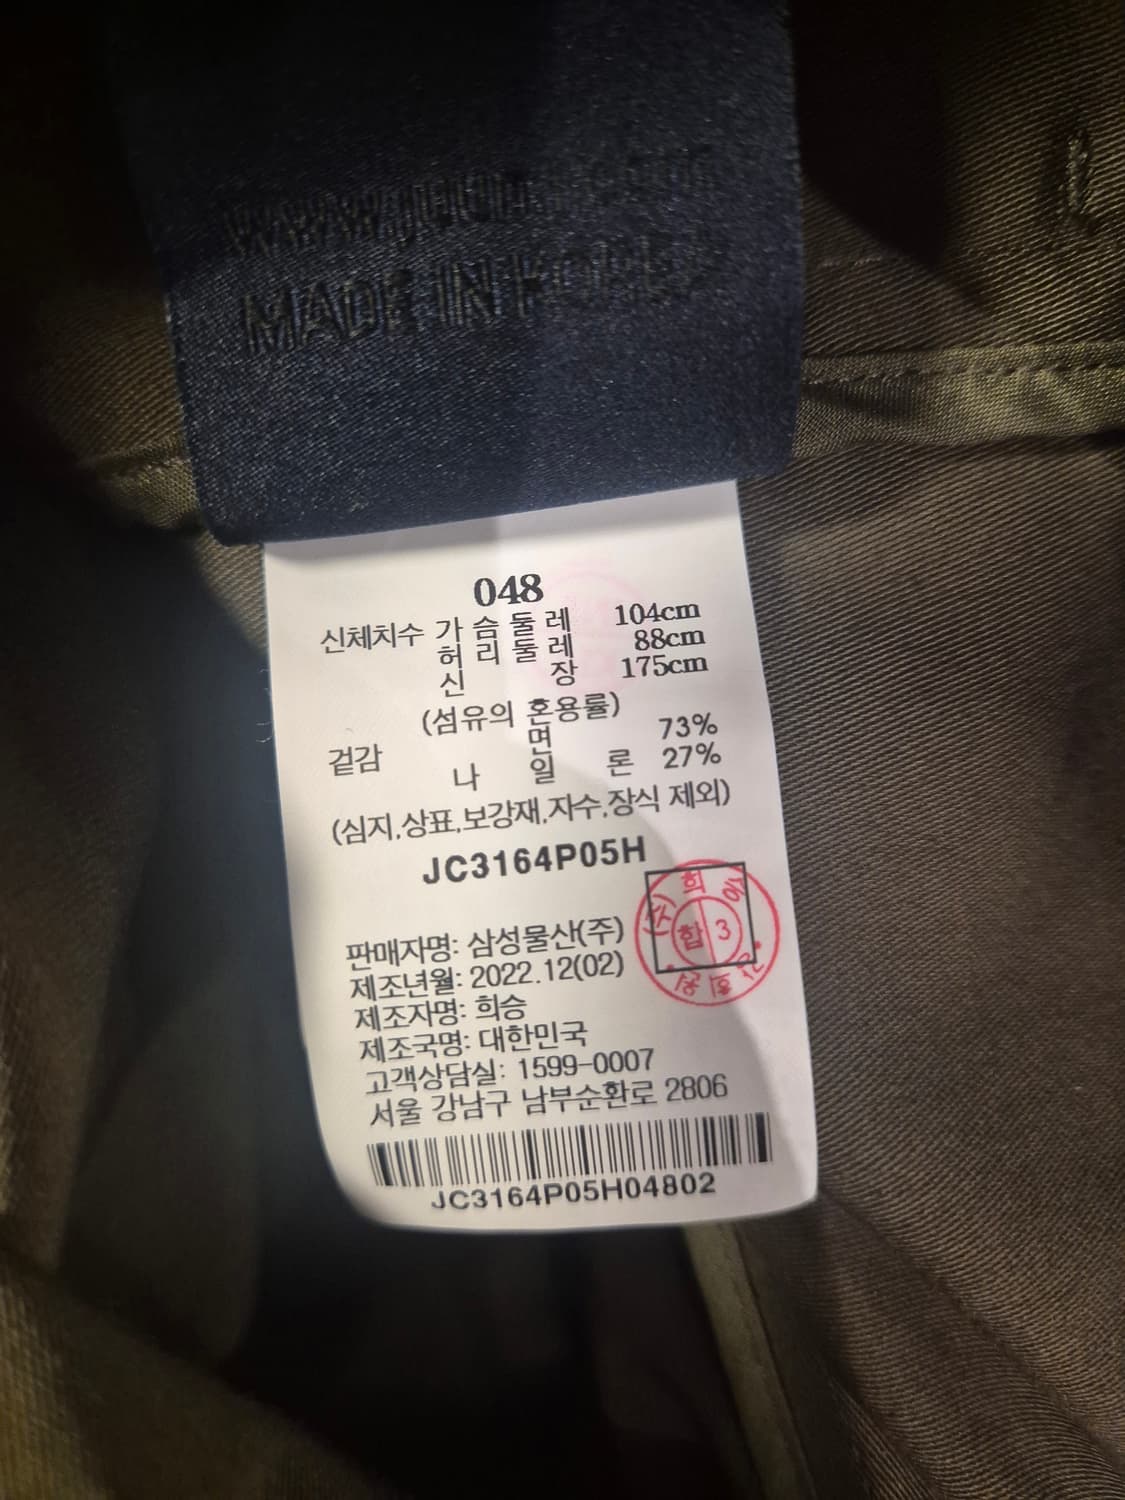 MADE IN KOREA
048
신체치수 가슴둘레 104cm
허리둘레 88cm
신장 175cm
(섬유의 혼용률)
겉감 면 73%
나일론 27%
(심지,상표,보강재,자수,장식 제외)
JC3164P05H
합 3
판매자명: 삼성물산(주)
제조년월: 2022.12(02)
제조자명: 희승
제조국명: 대한민국
고객상담실: 1599-0007
서울 강남구 남부순환로 2806
JC3164P05H04802